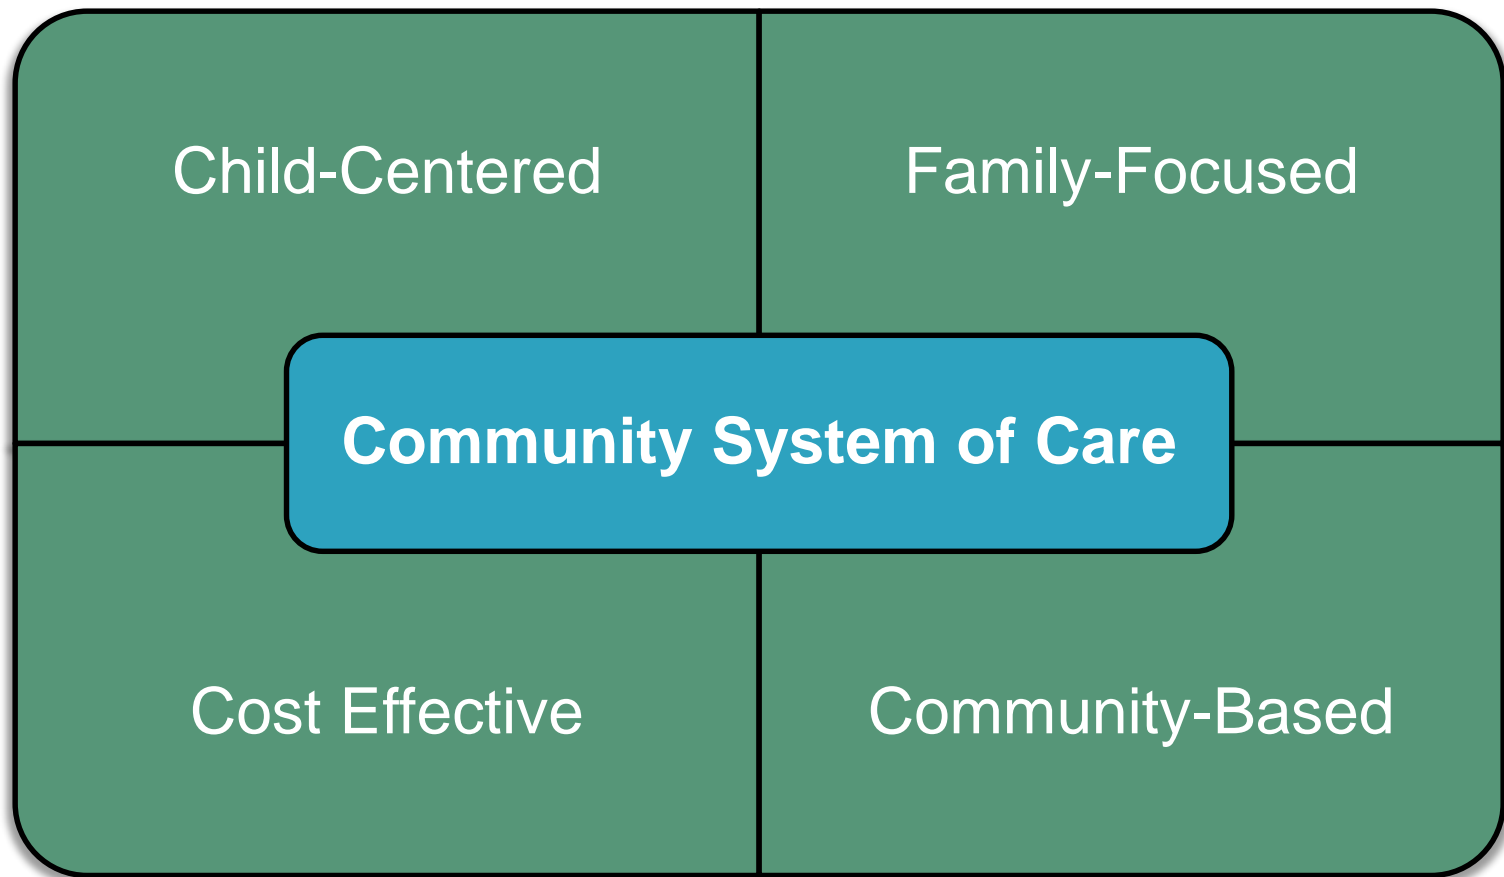 Child-Centered
Family-Focused
Community System of Care
Cost Effective
Community-Based